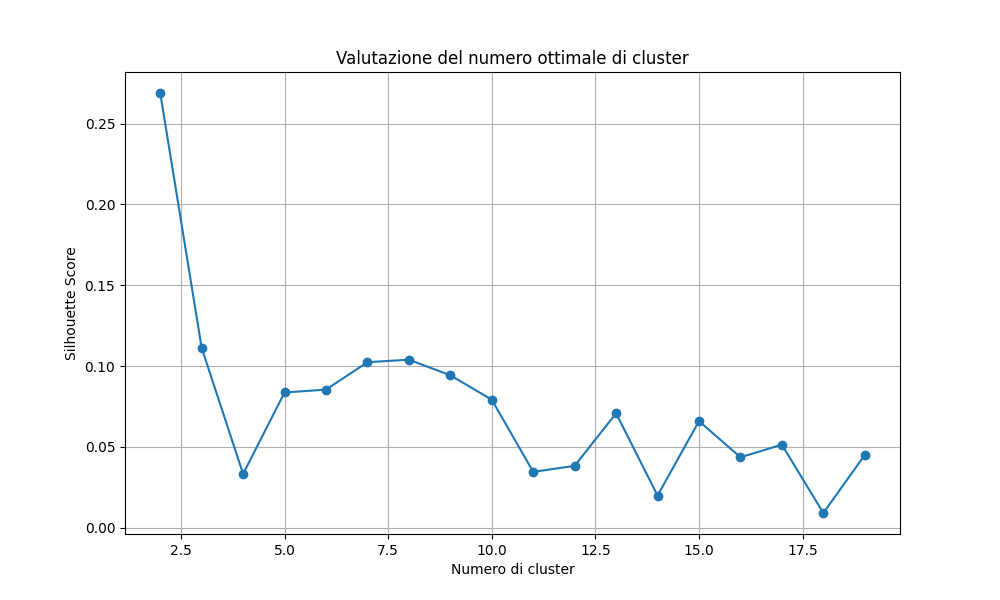 Valutazione del numero ottimale di cluster
Silhouette Score
0.25
0.20
0.15
0.10
0.05
0.00
2.5 5.0 7.5 10.0 12.5 15.0 17.5
Numero di cluster